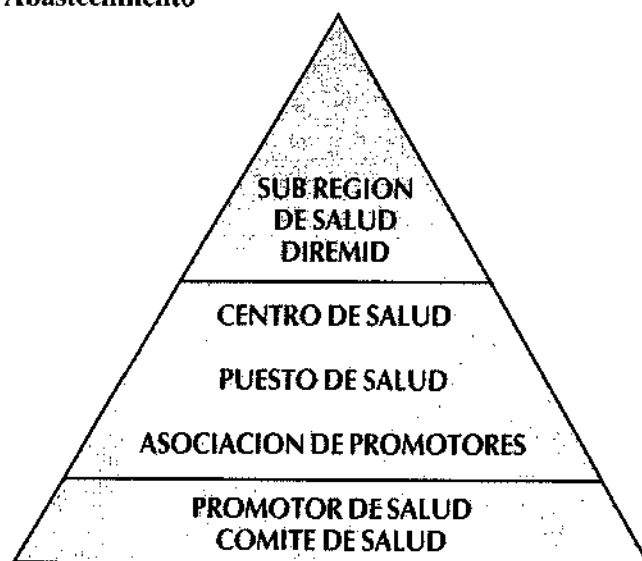 Abastecimiento
SUB REGION
DE SALUD
DIREMID
CENTRO DE SALUD
PUESTO DE SALUD
ASOCIACION DE PROMOTORES
PROMOTOR DE SALUD
COMITE DE SALUD